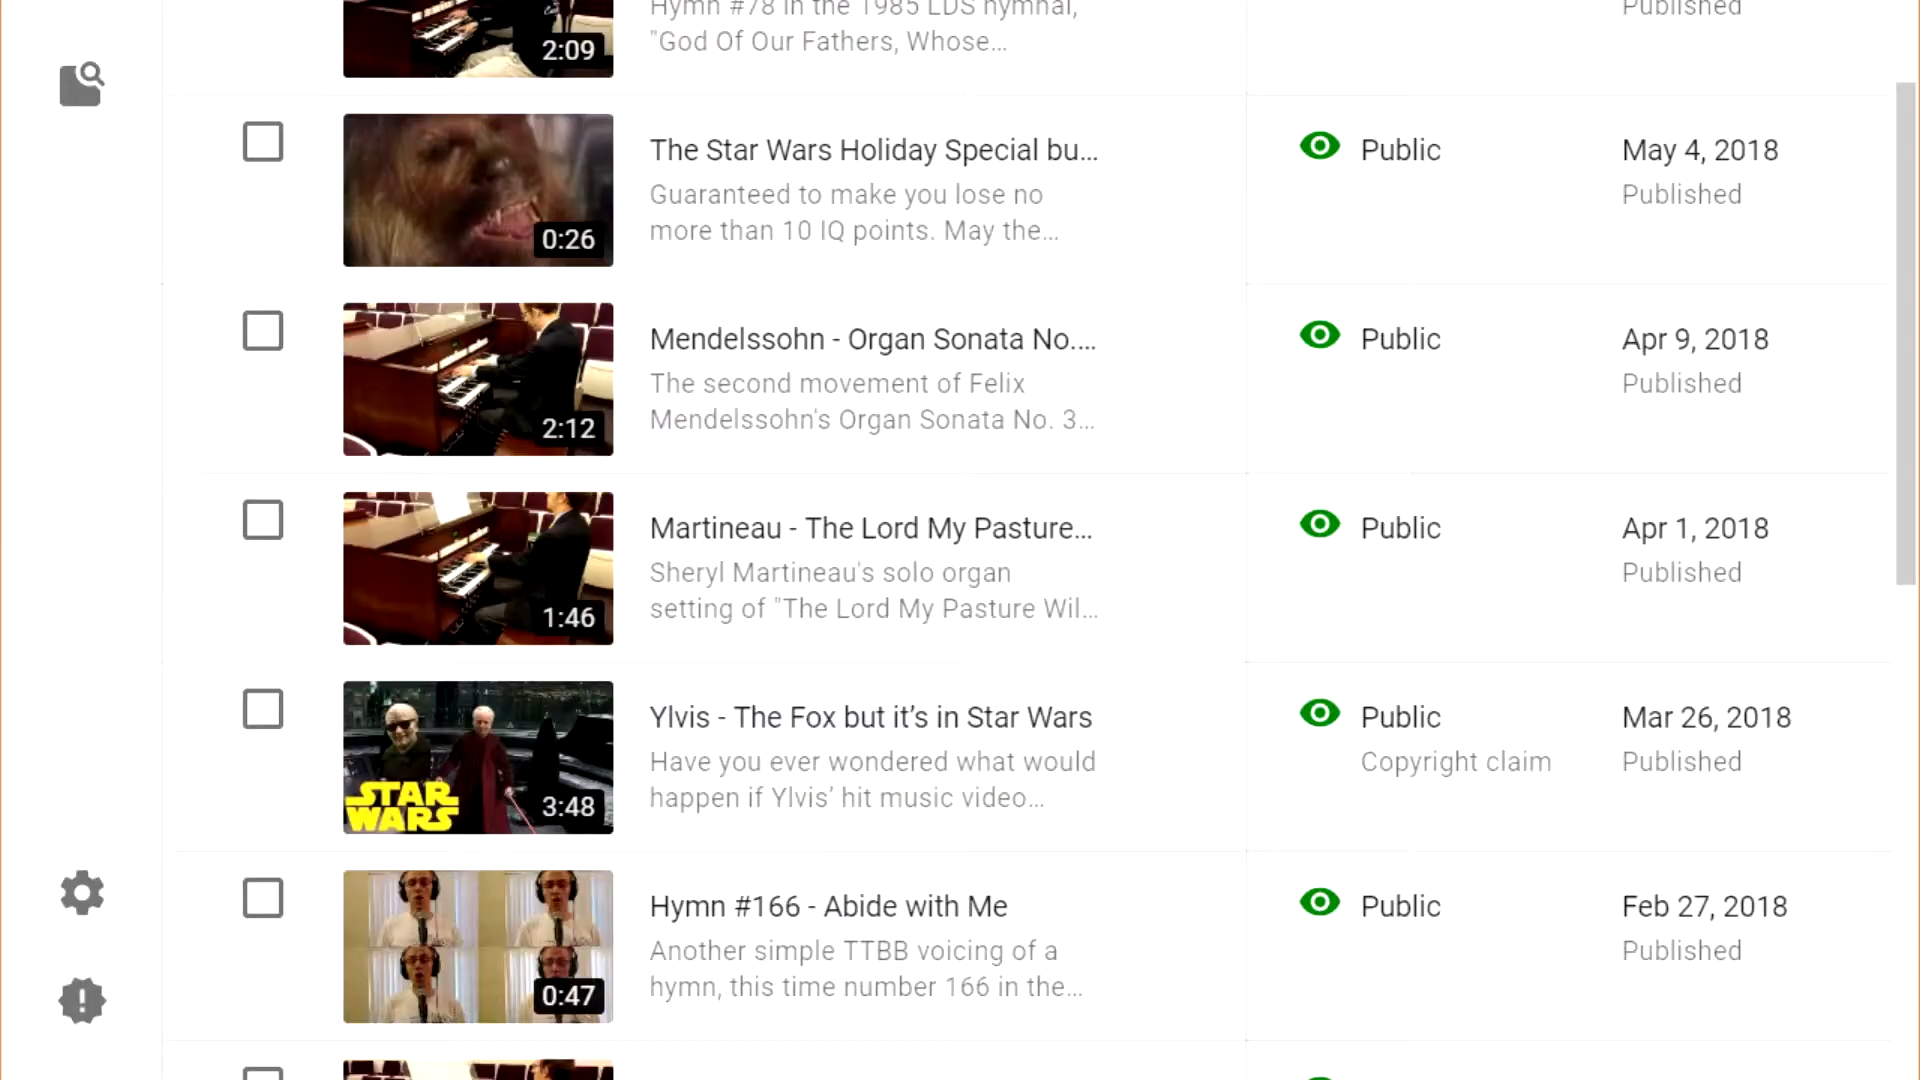 Hymn #78 in the 1985 LDS hymnal,
"God Of Our Fathers, Whose...
Published
2:09
The Star Wars Holiday Special bu...
Guaranteed to make you lose no
more than 10 IQ points. May the...
0:26
Public
May 4, 2018
Published
Mendelssohn - Organ Sonata No....
The second movement of Felix
Mendelssohn's Organ Sonata No. 3...
2:12
Public
Apr 9, 2018
Published
Martineau - The Lord My Pasture...
Sheryl Martineau's solo organ
setting of "The Lord My Pasture Wil...
1:46
Public
Apr 1, 2018
Published
Ylvis - The Fox but it’s in Star Wars
Have you ever wondered what would
happen if Ylvis’ hit music video...
STAR
WARS
3:48
Public
Copyright claim
Mar 26, 2018
Published
Hymn #166 - Abide with Me
Another simple TTBB voicing of a
hymn, this time number 166 in the...
0:47
Public
Feb 27, 2018
Published